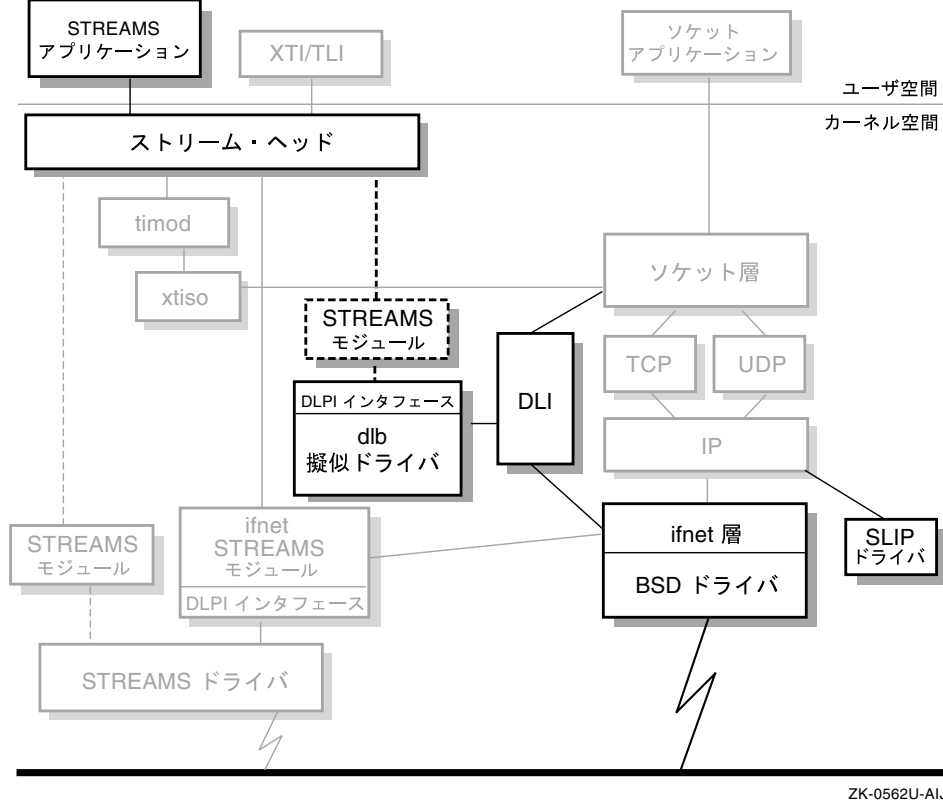 STREAMS
アプリケーション
XTI/TLI
ソケット
アプリケーション
ユーザ空間
カーネル空間
ストリーム・ヘッド
timod
xtiso
ソケット層
STREAMS
モジュール
TCP
UDP
DLI
DLPI インタフェース
dlb
擬似ドライバ
IP
ifnet
STREAMS
モジュール
DLPI インタフェース
STREAMS
モジュール
ifnet 層
BSD ドライバ
SLIP
ドライバ
STREAMS ドライバ
ZK-0562U-AIJ